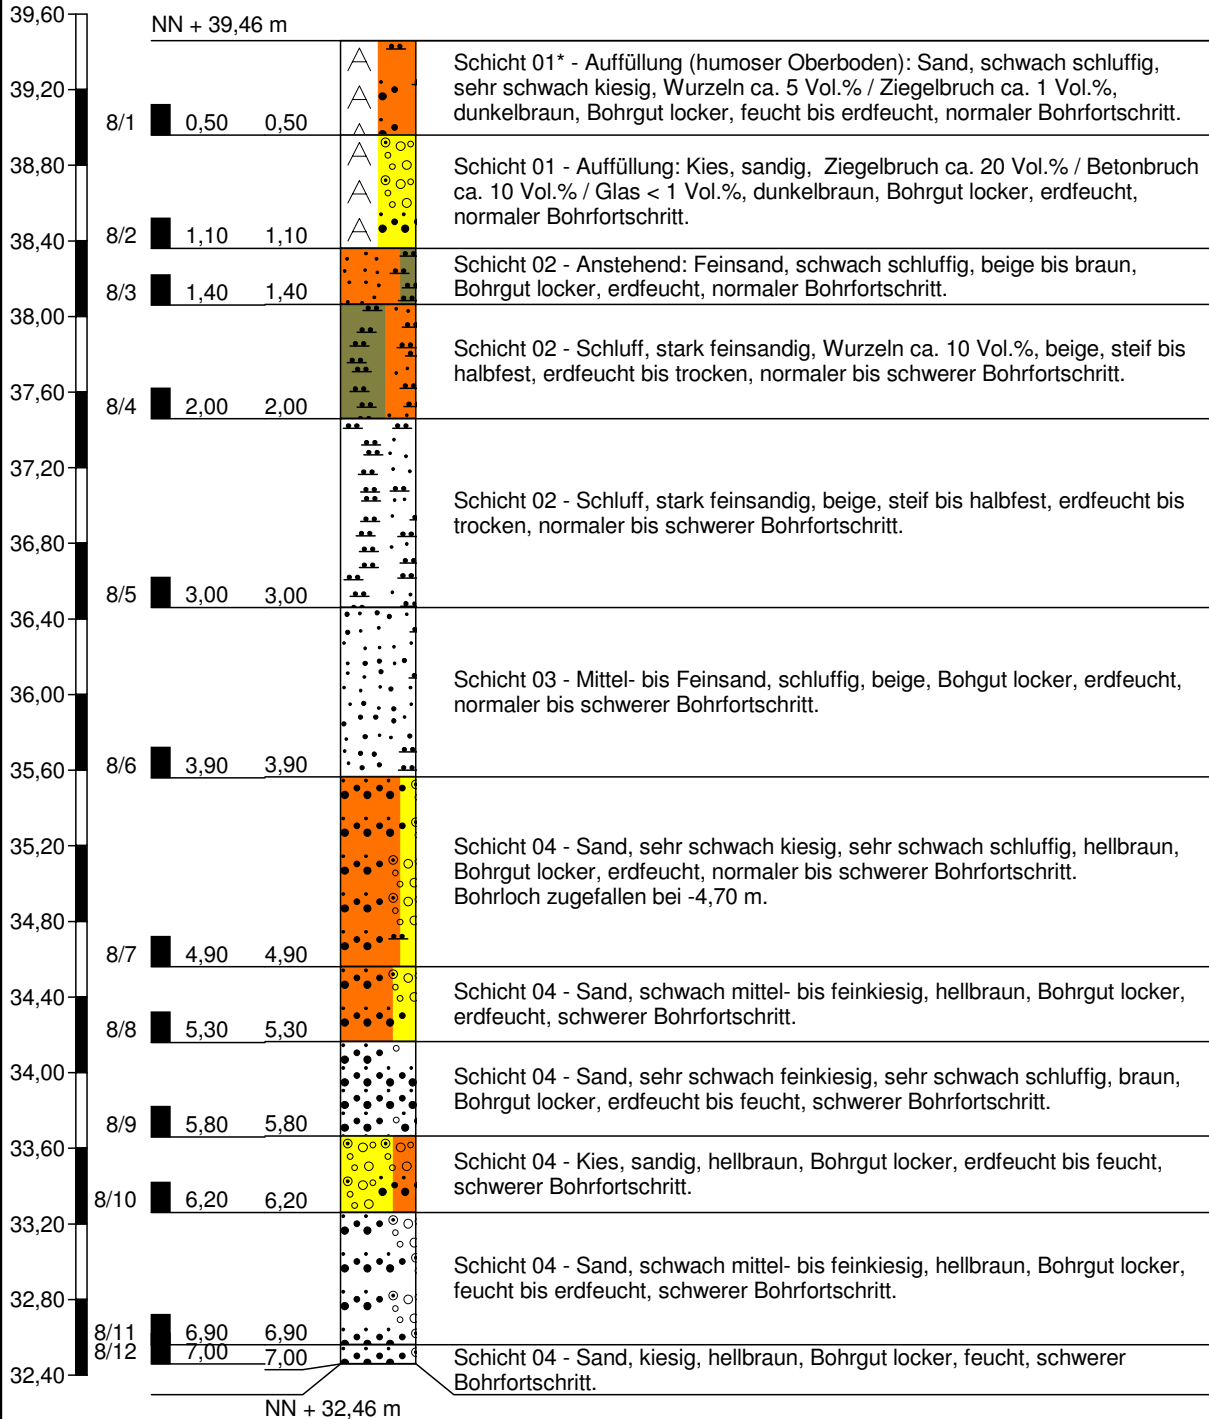 39,60
NN + 39,46 m
Schicht 01* - Auffüllung (humoser Oberboden): Sand, schwach schluffig,
sehr schwach kiesig, Wurzeln ca. 5 Vol.% / Ziegelbruch ca. 1 Vol.%,
dunkelbraun, Bohrgut locker, feucht bis erdfeucht, normaler Bohrfortschritt.
39,20
8/1 0,50 0,50
A
A
A
38,80
Schicht 01 - Auffüllung: Kies, sandig, Ziegelbruch ca. 20 Vol.% / Betonbruch
ca. 10 Vol.% / Glas < 1 Vol.%, dunkelbraun, Bohrgut locker, erdfeucht,
normaler Bohrfortschritt.
A
A
A
8/2 1,10 1,10
38,40
Schicht 02 - Anstehend: Feinsand, schwach schluffig, beige bis braun,
Bohrgut locker, erdfeucht, normaler Bohrfortschritt.
8/3 1,40 1,40
38,00
Schicht 02 - Schluff, stark feinsandig, Wurzeln ca. 10 Vol.%, beige, steif bis
halbfest, erdfeucht bis trocken, normaler bis schwerer Bohrfortschritt.
37,60
8/4 2,00 2,00
37,20
Schicht 02 - Schluff, stark feinsandig, beige, steif bis halbfest, erdfeucht bis
trocken, normaler bis schwerer Bohrfortschritt.
36,80
8/5 3,00 3,00
36,40
Schicht 03 - Mittel- bis Feinsand, schluffig, beige, Bohgut locker, erdfeucht,
normaler bis schwerer Bohrfortschritt.
36,00
8/6 3,90 3,90
35,60
35,20
Schicht 04 - Sand, sehr schwach kiesig, sehr schwach schluffig, hellbraun,
Bohrgut locker, erdfeucht, normaler bis schwerer Bohrfortschritt.
Bohrloch zugefallen bei -4,70 m.
34,80
8/7 4,90 4,90
34,40
Schicht 04 - Sand, schwach mittel- bis feinkiesig, hellbraun, Bohrgut locker,
erdfeucht, schwerer Bohrfortschritt.
8/8 5,30 5,30
34,00
Schicht 04 - Sand, sehr schwach feinkiesig, sehr schwach schluffig, braun,
Bohrgut locker, erdfeucht bis feucht, schwerer Bohrfortschritt.
8/9 5,80 5,80
33,60
Schicht 04 - Kies, sandig, hellbraun, Bohrgut locker, erdfeucht bis feucht,
schwerer Bohrfortschritt.
8/10 6,20 6,20
33,20
Schicht 04 - Sand, schwach mittel- bis feinkiesig, hellbraun, Bohrgut locker,
feucht bis erdfeucht, schwerer Bohrfortschritt.
32,80
8/11 6,90 6,90
8/12 7,00 7,00
Schicht 04 - Sand, kiesig, hellbraun, Bohrgut locker, feucht, schwerer
Bohrfortschritt.
32,40
NN + 32,46 m